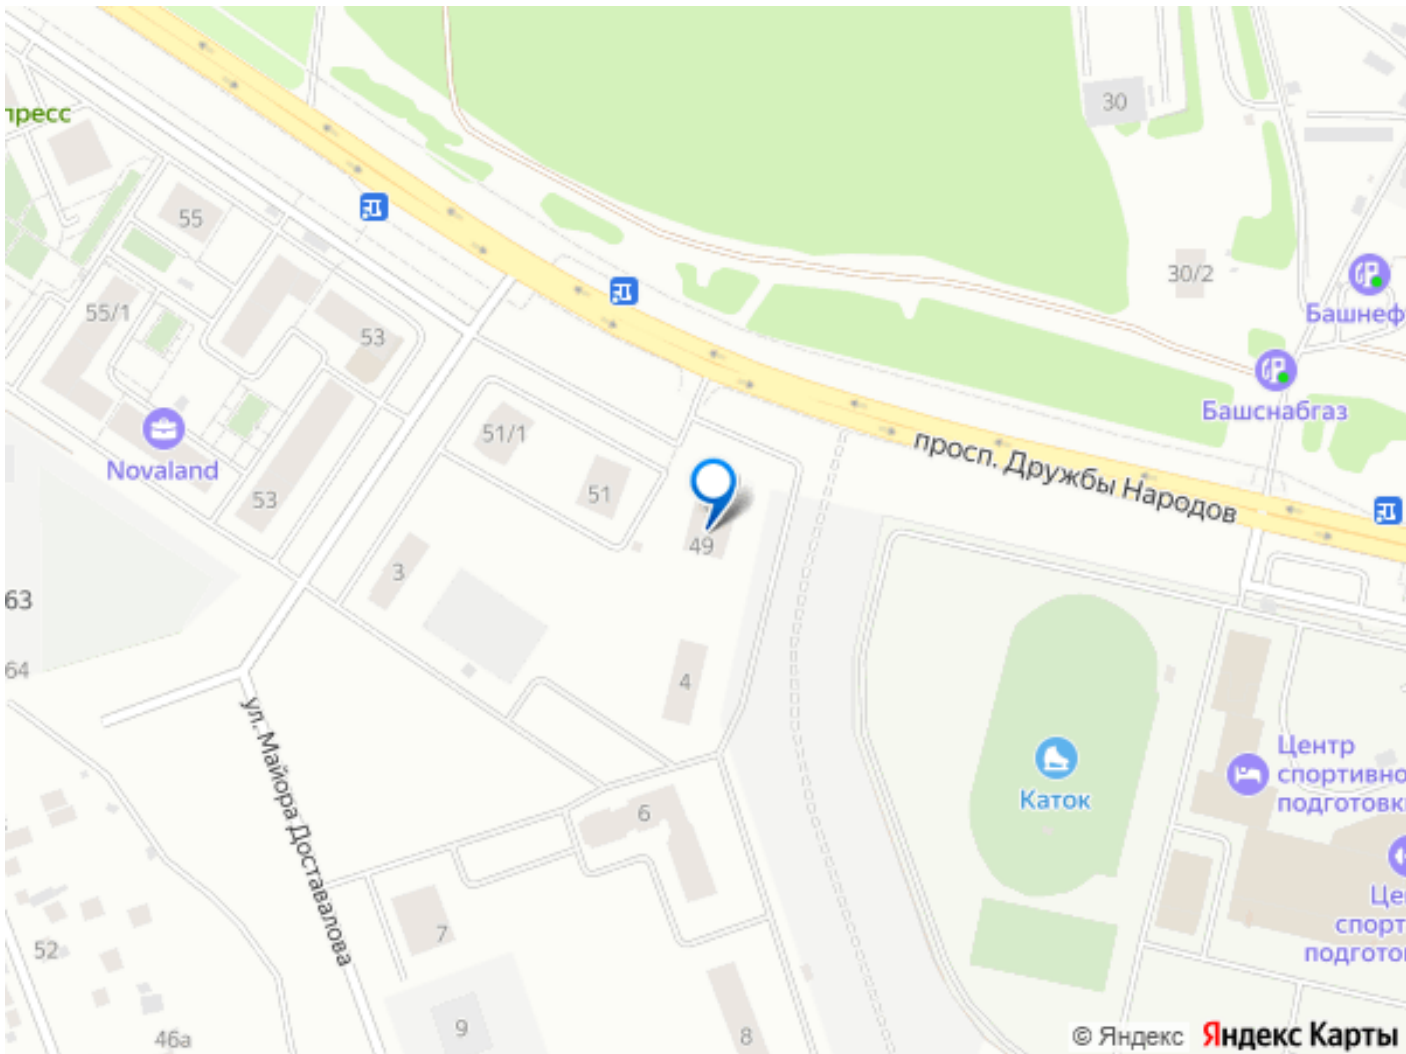 пресс
30
55
30/2
55/1
Башнеф
53
Башснабгаз
51/1
просп. Дружбы Народов
Novaland
51
53
49
3
63
64
4
ул. Майора Доставалова
Центр
спортивно
подготовк
Каток
6
Це
спорт
подгото
7
52
9
8
46а
© Яндекс Яндекс Карты